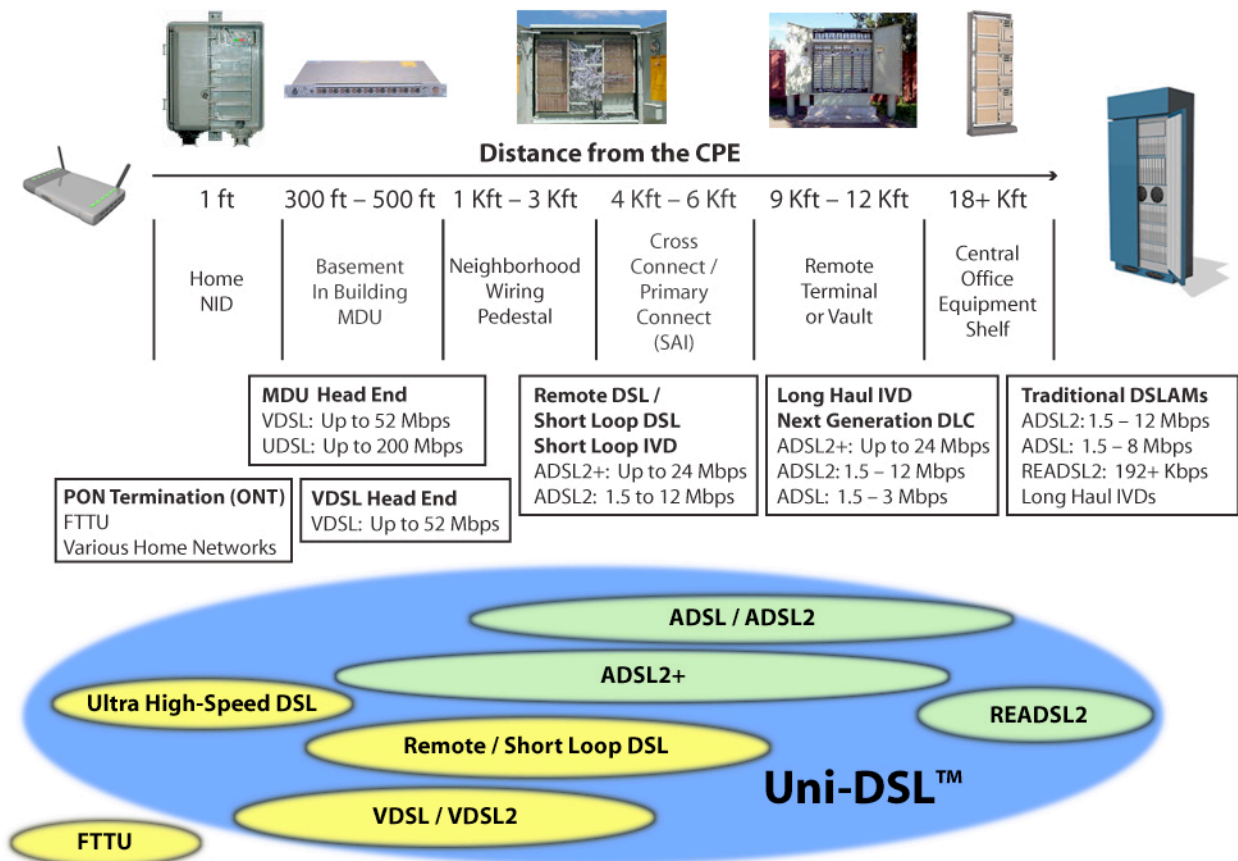 Distance from the CPE
1 ft
300 ft – 500 ft
1 Kft – 3 Kft
4 Kft – 6 Kft
9 Kft – 12 Kft
18+ Kft
Home
NID
Basement
In Building
MDU
Neighborhood
Wiring
Pedestal
Cross
Connect /
Primary
Connect
(SAI)
Remote
Terminal
or Vault
Central
Office
Equipment
Shelf
MDU Head End
VDSL: Up to 52 Mbps
UDSL: Up to 200 Mbps
PON Termination (ONT)
FTTU
Various Home Networks
VDSL Head End
VDSL: Up to 52 Mbps
Remote DSL /
Short Loop DSL
Short Loop IVD
ADSL2+: Up to 24 Mbps
ADSL2: 1.5 to 12 Mbps
Long Haul IVD
Next Generation DLC
ADSL2+: Up to 24 Mbps
ADSL2: 1.5 – 12 Mbps
ADSL: 1.5 – 3 Mbps
Traditional DSLAMs
ADSL2: 1.5 – 12 Mbps
ADSL: 1.5 – 8 Mbps
READSL2: 192+ Kbps
Long Haul IVDs
ADSL / ADSL2
ADSL2+
Ultra High-Speed DSL
READSL2
Remote / Short Loop DSL
Uni-DSL™
VDSL / VDSL2
FTTU